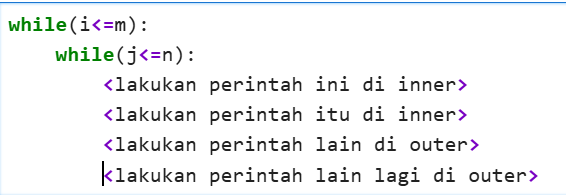 while(i<=m):
    while(j<=n):
        <lakukan perintah ini di inner>
        <lakukan perintah itu di inner>
        <lakukan perintah lain di outer>
        <lakukan perintah lain lagi di outer>